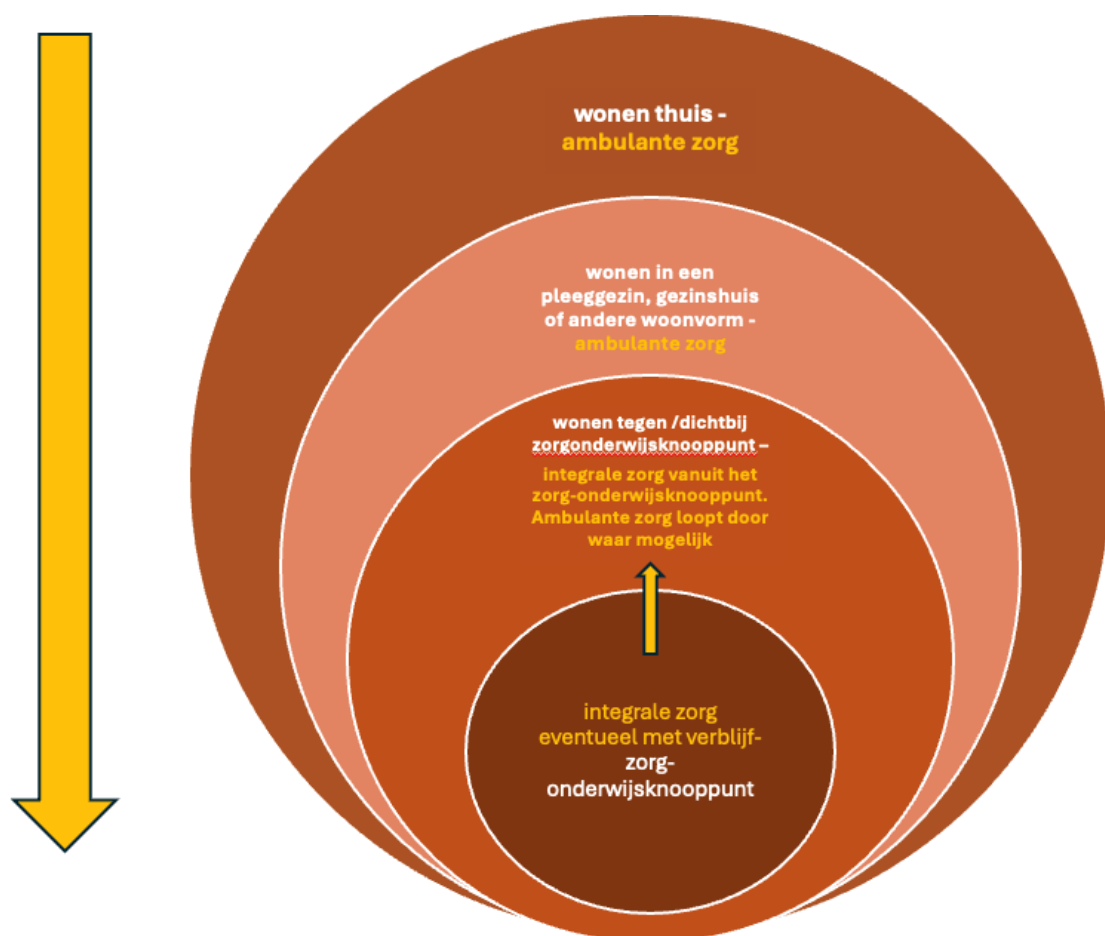 wonen thuis -
ambulante zorg
wonen in een
pleeggezin, gezinshuis
of andere woonvorm -
ambulante zorg
wonen tegen /dichtbij
zorgonderwijsknooppunt –
integrale zorg vanuit het
zorg-onderwijsknooppunt.
Ambulante zorg loopt door
waar mogelijk
integrale zorg
eventueel met verblijf-
zorg-
onderwijsknooppunt